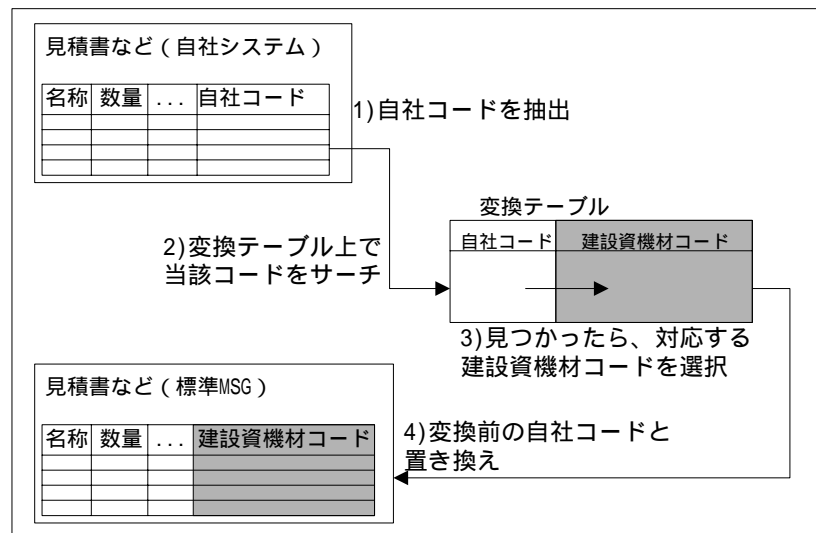 見積書など(自社システム)
名称 数量 ... 自社コード
1)自社コードを抽出
変換テーブル
自社コード 建設資機材コード
2)変換テーブル上で
当該コードをサーチ
3)見つかったら、対応する
建設資機材コードを選択
見積書など(標準MSG)
名称 数量 ... 建設資機材コード
4)変換前の自社コードと
置き換え